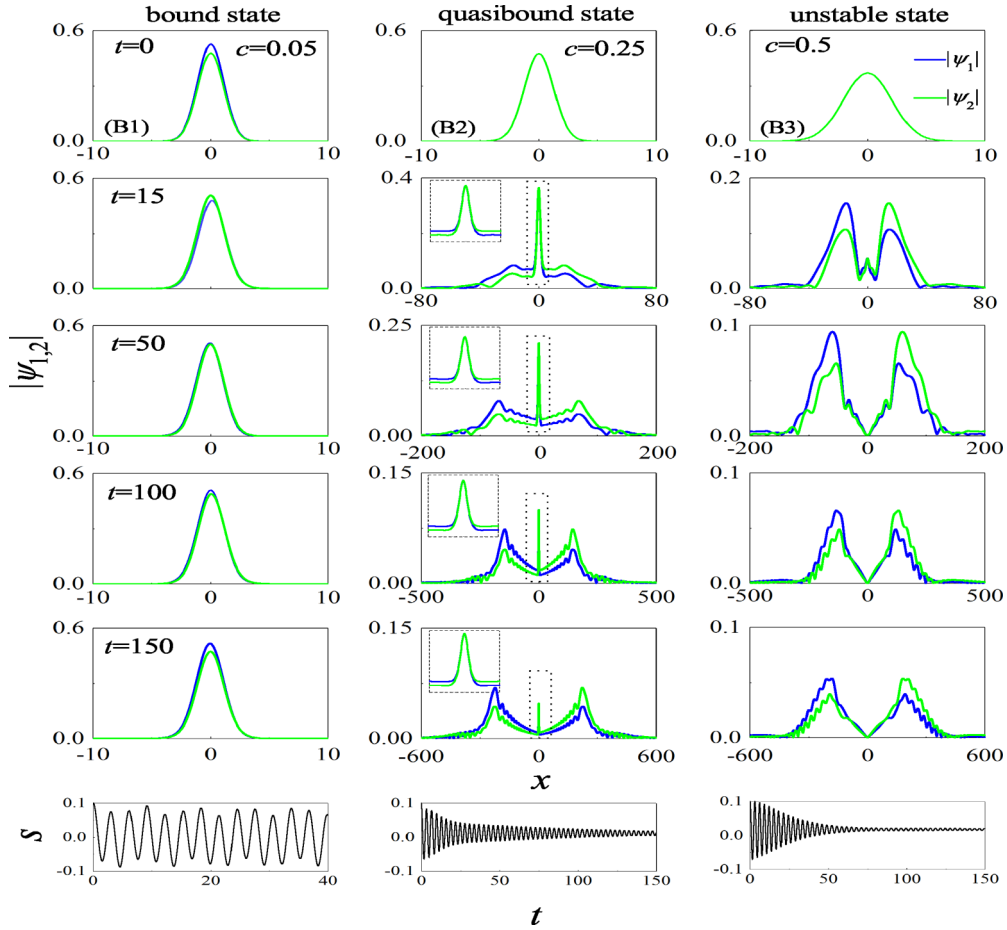 bound state quasibound state unstable state
0.6 t=0 c=0.05 0.6 c=0.25 0.6 c=0.5 |ψ₁|
|ψ₂|
0.0 (B1) 0.0 (B2) 0.0 (B3)
-10 0 10 -10 0 10 -10 0 10
0.6 t=15 0.4 0.2
0.0 0.0 0.0
-10 0 10 -80 0 80 -80 0 80
0.6 t=50 0.25 0.1
|ψ₁,₂|
0.0 0.00 0.0
-10 0 10 -200 0 200 -200 0 200
0.6 t=100 0.15 0.1
0.0 0.00 0.0
-10 0 10 -600 0 500 -500 0 500
0.6 t=150 0.15 0.1
0.0 0.00 0.0
-10 0 10 -600 0 600 -600 0 600
x
0.1 0.1 0.1
S 0.0 0.0 0.0
-0.1 -0.1 -0.1
0 20 40 0 50 100 150 0 50 100 150
t